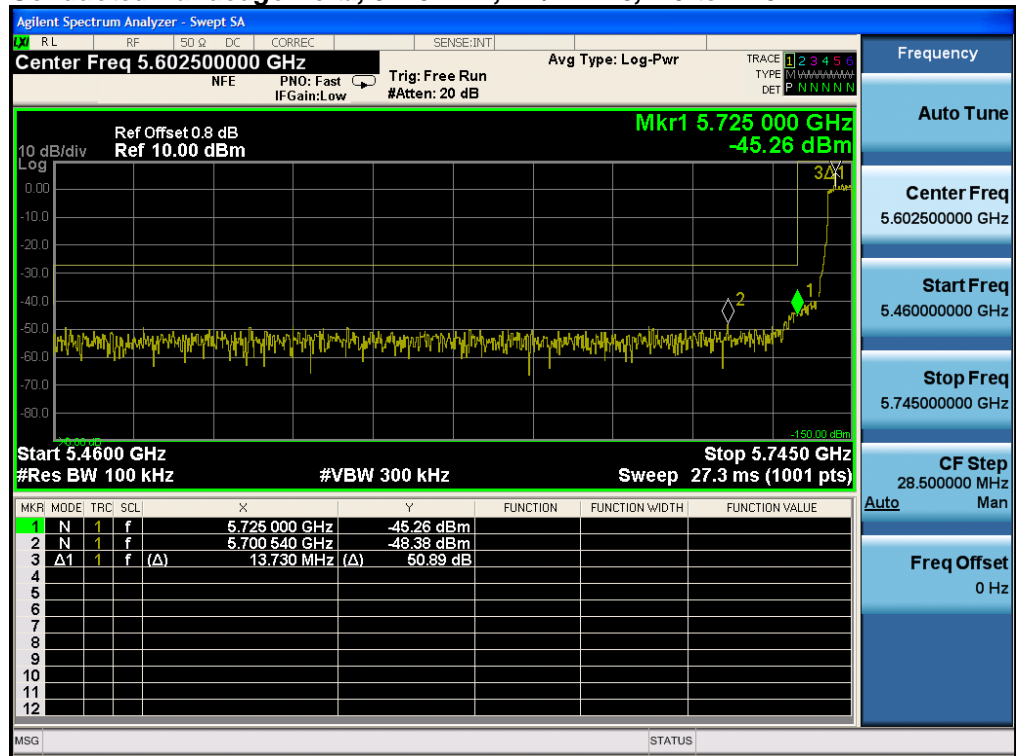 Agilent Spectrum Analyzer - Swept SA
LXI RL RF 50 Ω DC CORREC SENSE:INT
Center Freq 5.602500000 GHz
NFE PNO: Fast Trig: Free Run
IFGain:Low #Atten: 20 dB
Avg Type: Log-Pwr
TRACE 1 2 3 4 5 6
TYPE M
DET P N N N N N
Ref Offset 0.8 dB
10 dB/div Ref 10.00 dBm
Mkr1 5.725 000 GHz
-45.26 dBm
Log
0.00
-10.0
-20.0
-30.0
-40.0
-50.0
-60.0
-70.0
-80.0
3Δ1
2
1
-150.00 dBm
Start 5.4600 GHz Stop 5.7450 GHz
#Res BW 100 kHz #VBW 300 kHz Sweep 27.3 ms (1001 pts)
MKR MODE TRC SCL X Y FUNCTION FUNCTION WIDTH FUNCTION VALUE
1 N 1 f 5.725 000 GHz -45.26 dBm
2 N 1 f 5.700 540 GHz -48.38 dBm
3 Δ1 1 f (Δ) 13.730 MHz (Δ) 50.89 dB
4
5
6
7
8
9
10
11
12
MSG STATUS
Frequency
Auto Tune
Center Freq
5.602500000 GHz
Start Freq
5.460000000 GHz
Stop Freq
5.745000000 GHz
CF Step
28.500000 MHz
Auto Man
Freq Offset
0 Hz